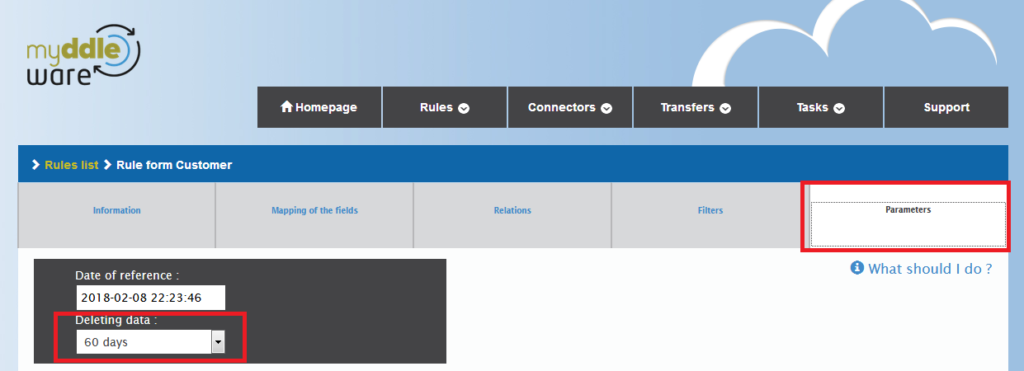 myddle
ware
Homepage Rules Connectors Transfers Tasks Support
Rules list Rule form Customer
Information Mapping of the fields Relations Filters Parameters
What should I do ?
Date of reference :
2018-02-08 22:23:46
Deleting data :
60 days